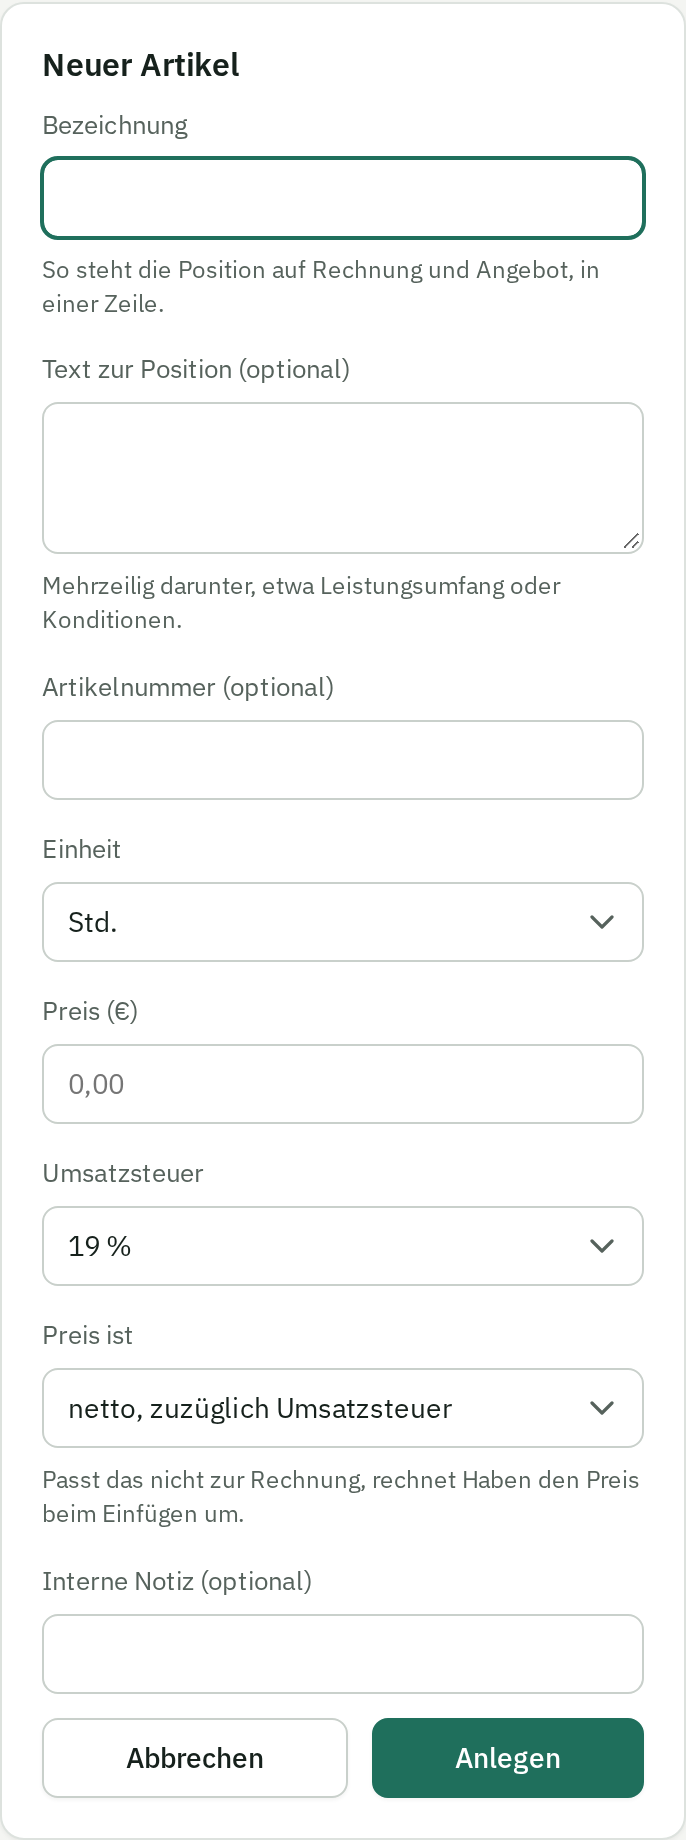 Neuer Artikel
Bezeichnung
So steht die Position auf Rechnung und Angebot, in
einer Zeile.
Text zur Position (optional)
Mehrzeilig darunter, etwa Leistungsumfang oder
Konditionen.
Artikelnummer (optional)
Einheit
Std.
Preis (€)
0,00
Umsatzsteuer
19 %
Preis ist
netto, zuzüglich Umsatzsteuer
Passt das nicht zur Rechnung, rechnet Haben den Preis
beim Einfügen um.
Interne Notiz (optional)
Abbrechen
Anlegen